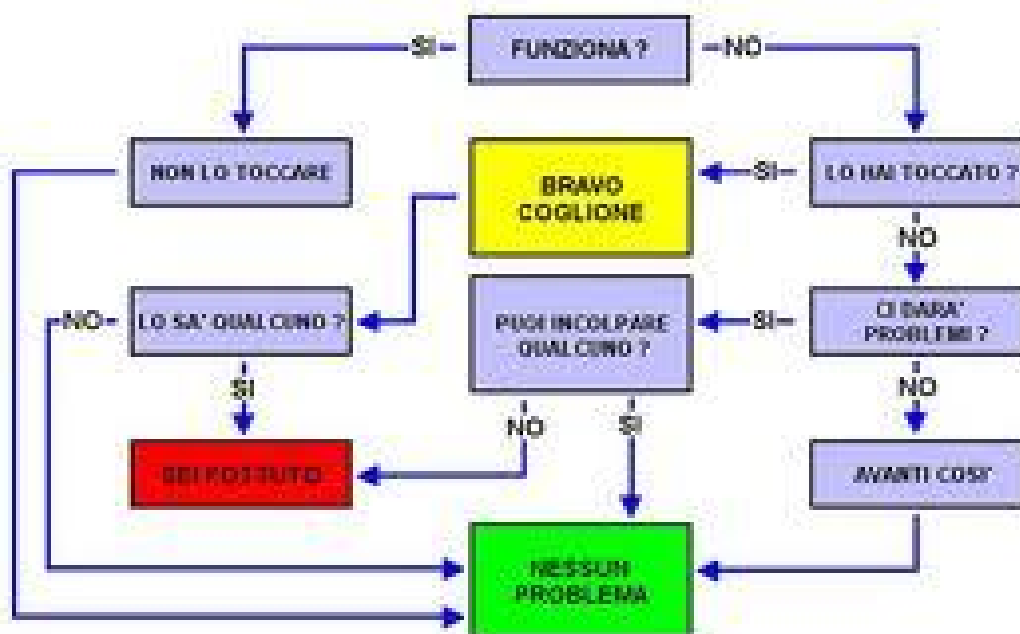 SI
FUNZIONA ?
NO
NON LO TOCCARE
BRAVO
COGLIONE
SI
LO HAI TOCCATO ?
NO
NO
LO SA' QUALCUNO ?
PUOI INCOLPARE
QUALCUNO ?
SI
CI DARA'
PROBLEMI ?
SI
NO
SI
NO
SEI FOTTUTO
AVANTI COSI'
NESSUN
PROBLEMA